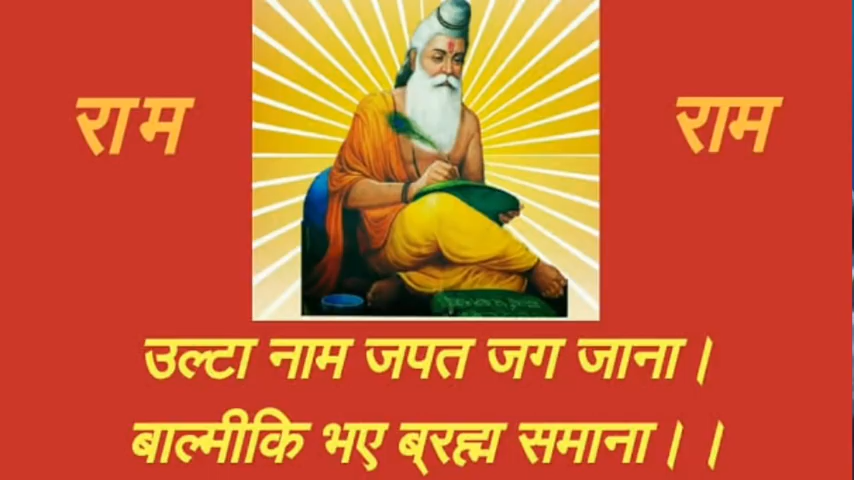 राम राम
उल्टा नाम जपत जग जाना।
बाल्मीकि भए ब्रह्म समाना।।